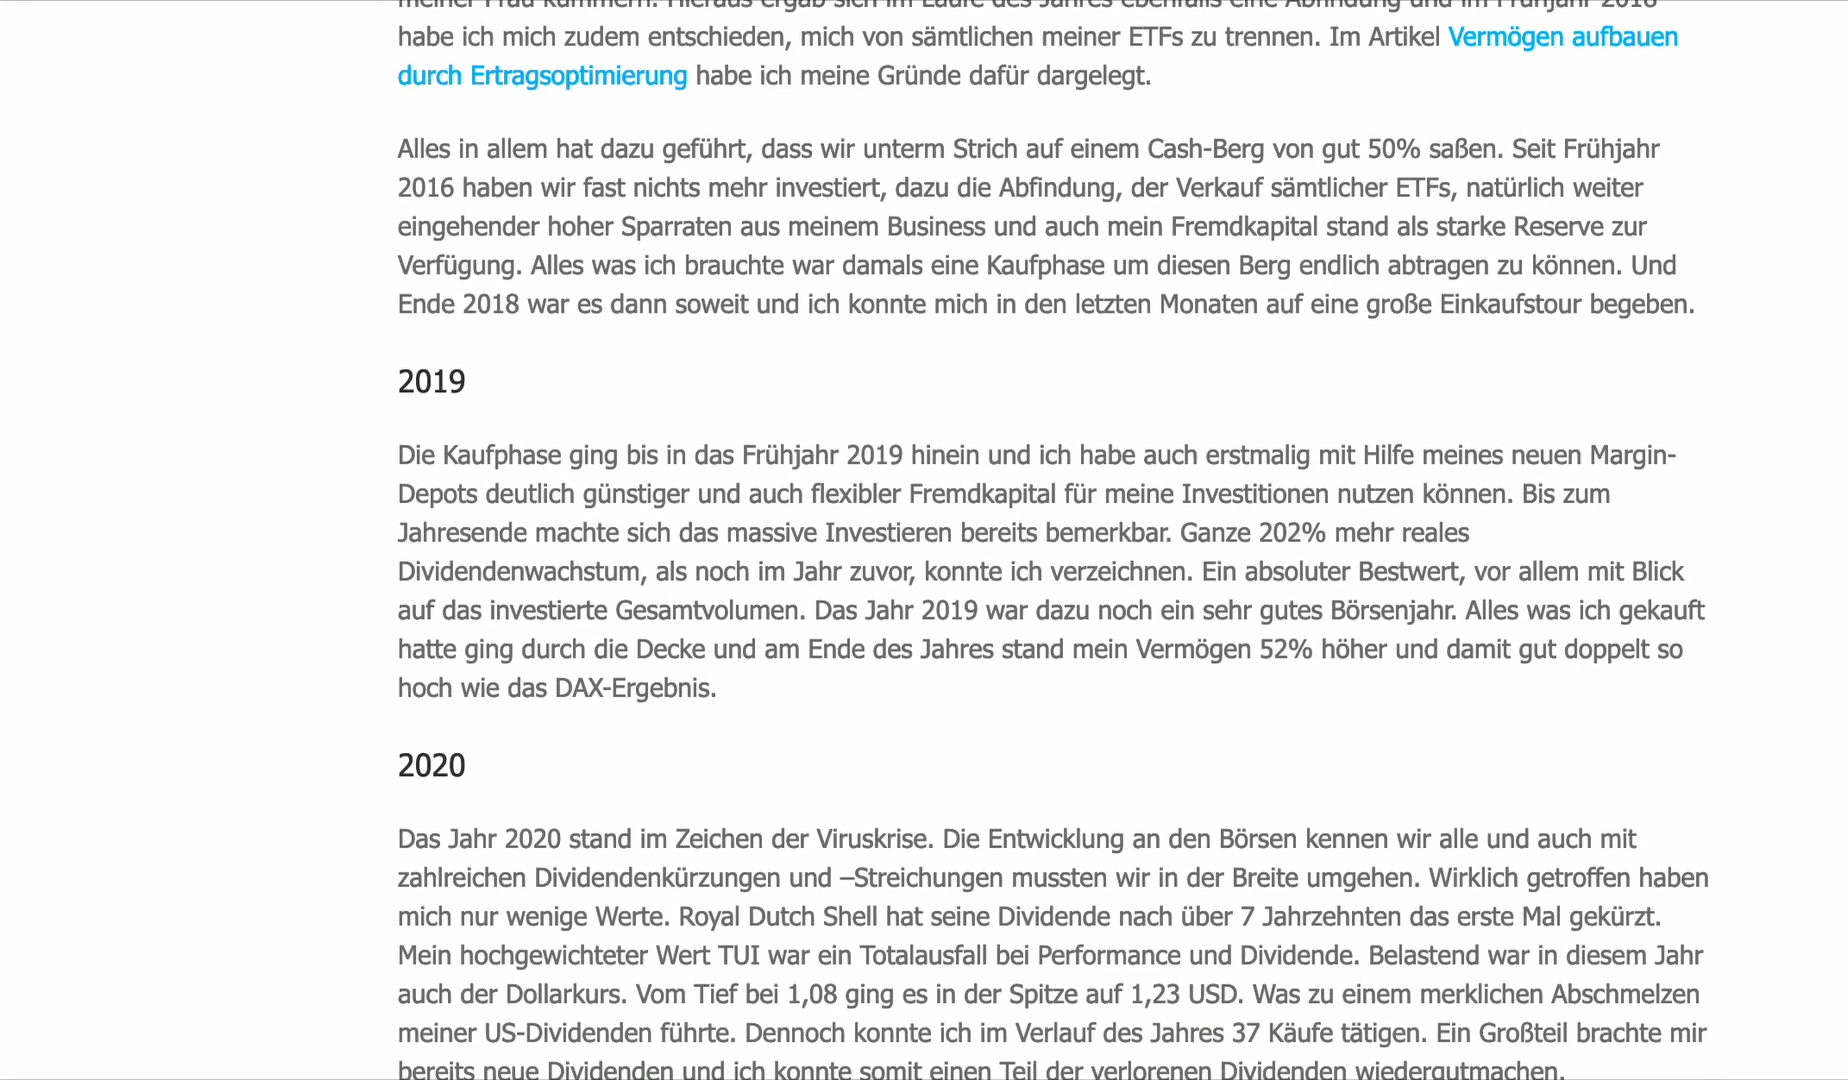 meiner Frau kümmern. Hieraus ergab sich im Laufe des Jahres ebenfalls eine Abfindung und im Frühjahr 2018
habe ich mich zudem entschieden, mich von sämtlichen meiner ETFs zu trennen. Im Artikel Vermögen aufbauen
durch Ertragsoptimierung habe ich meine Gründe dafür dargelegt.
Alles in allem hat dazu geführt, dass wir unterm Strich auf einem Cash-Berg von gut 50% saßen. Seit Frühjahr
2016 haben wir fast nichts mehr investiert, dazu die Abfindung, der Verkauf sämtlicher ETFs, natürlich weiter
eingehender hoher Sparraten aus meinem Business und auch mein Fremdkapital stand als starke Reserve zur
Verfügung. Alles was ich brauchte war damals eine Kaufphase um diesen Berg endlich abtragen zu können. Und
Ende 2018 war es dann soweit und ich konnte mich in den letzten Monaten auf eine große Einkaufstour begeben.
2019
Die Kaufphase ging bis in das Frühjahr 2019 hinein und ich habe auch erstmalig mit Hilfe meines neuen Margin-
Depots deutlich günstiger und auch flexibler Fremdkapital für meine Investitionen nutzen können. Bis zum
Jahresende machte sich das massive Investieren bereits bemerkbar. Ganze 202% mehr reales
Dividendenwachstum, als noch im Jahr zuvor, konnte ich verzeichnen. Ein absoluter Bestwert, vor allem mit Blick
auf das investierte Gesamtvolumen. Das Jahr 2019 war dazu noch ein sehr gutes Börsenjahr. Alles was ich gekauft
hatte ging durch die Decke und am Ende des Jahres stand mein Vermögen 52% höher und damit gut doppelt so
hoch wie das DAX-Ergebnis.
2020
Das Jahr 2020 stand im Zeichen der Viruskrise. Die Entwicklung an den Börsen kennen wir alle und auch mit
zahlreichen Dividendenkürzungen und –Streichungen mussten wir in der Breite umgehen. Wirklich getroffen haben
mich nur wenige Werte. Royal Dutch Shell hat seine Dividende nach über 7 Jahrzehnten das erste Mal gekürzt.
Mein hochgewichteter Wert TUI war ein Totalausfall bei Performance und Dividende. Belastend war in diesem Jahr
auch der Dollarkurs. Vom Tief bei 1,08 ging es in der Spitze auf 1,23 USD. Was zu einem merklichen Abschmelzen
meiner US-Dividenden führte. Dennoch konnte ich im Verlauf des Jahres 37 Käufe tätigen. Ein Großteil brachte mir
bereits neue Dividenden und ich konnte somit einen Teil der verlorenen Dividenden wiedergutmachen.